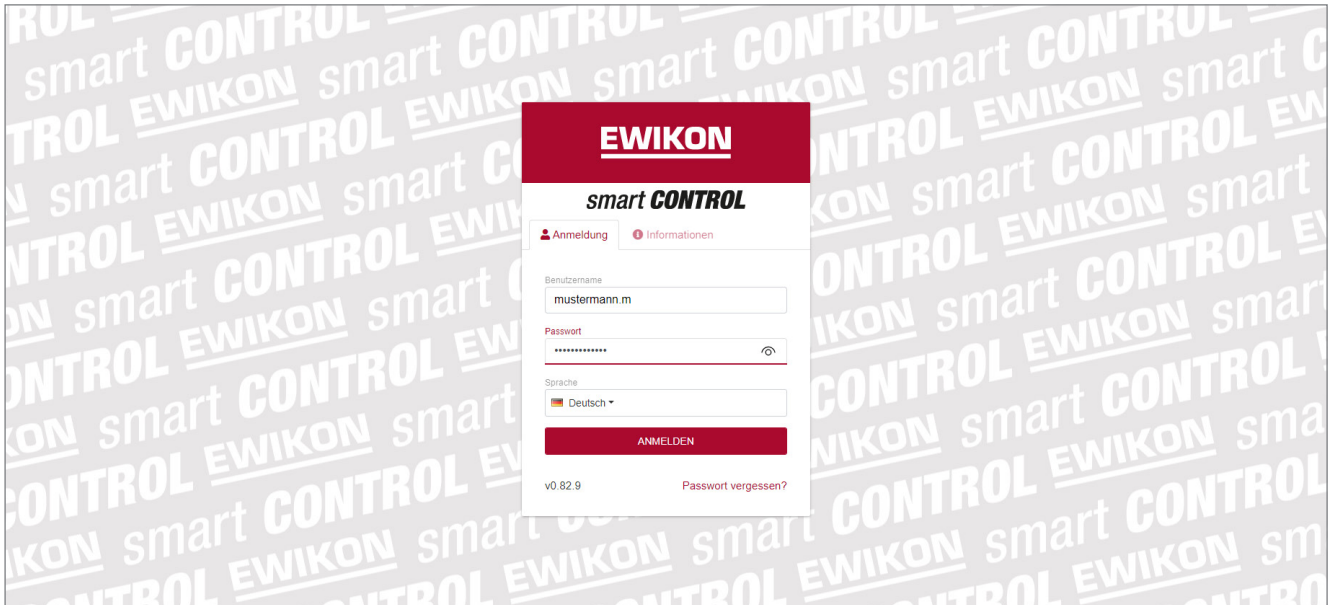 EWIKON
smart CONTROL
Anmeldung
Informationen
Benutzername
mustermann.m
Passwort
Sprache
Deutsch
ANMELDEN
v0.82.9
Passwort vergessen?